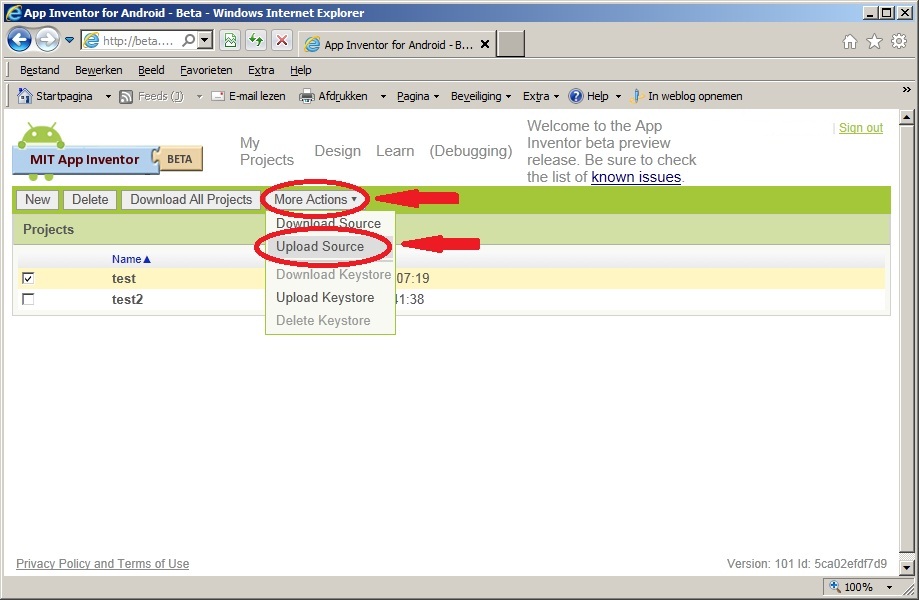 App Inventor for Android - Beta - Windows Internet Explorer
http://beta....
App Inventor for Android - B...
Bestand Bewerken Beeld Favorieten Extra Help
Startpagina Feeds (J) E-mail lezen Afdrukken Pagina Beveiliging Extra Help In weblog opnemen
MIT App Inventor BETA
My
Projects
Design Learn (Debugging)
Welcome to the App
Inventor beta preview
release. Be sure to check
the list of known issues.
| Sign out
New Delete Download All Projects More Actions
Projects
Download Source
Upload Source
Download Keystore
Upload Keystore
Delete Keystore
Name
test 07:19
test2 41:38
Privacy Policy and Terms of Use
Version: 101 Id: 5ca02efdf7d9
100%